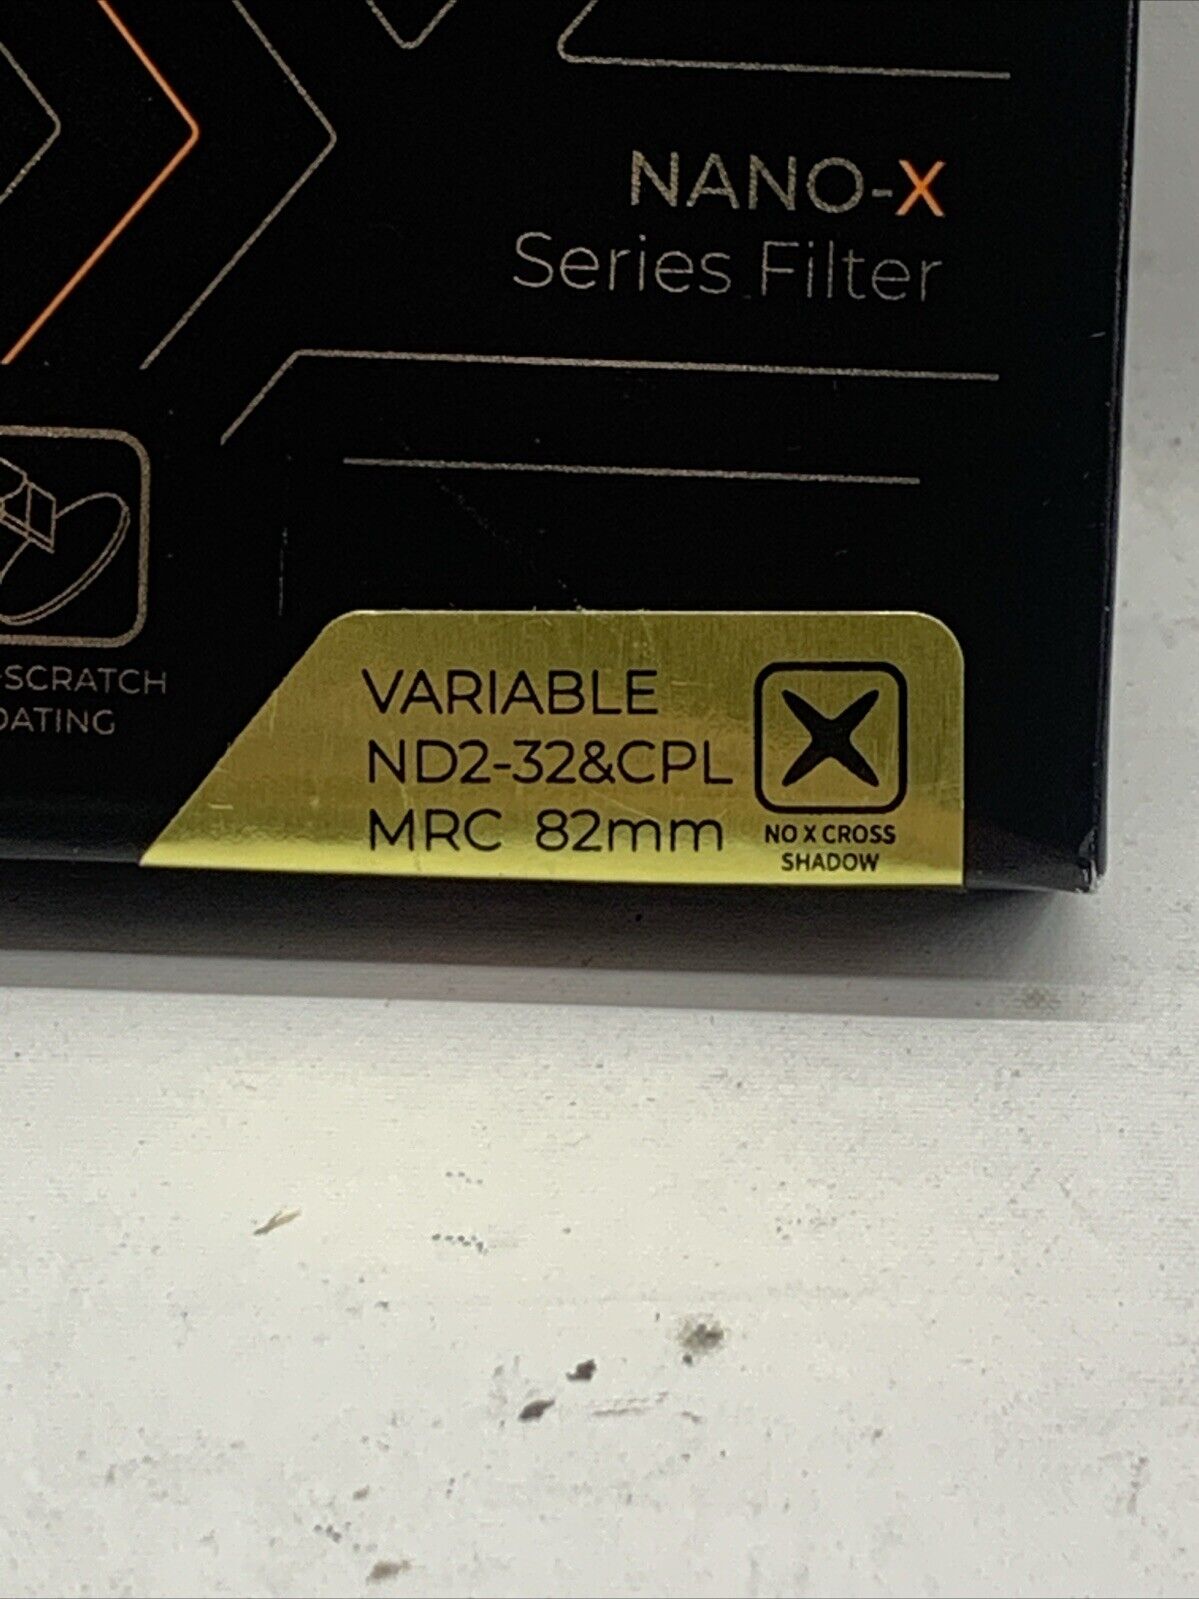 NANO-X
Series Filter
-SCRATCH
OATING
VARIABLE
ND2-32&CPL
MRC 82mm
NO X CROSS
SHADOW